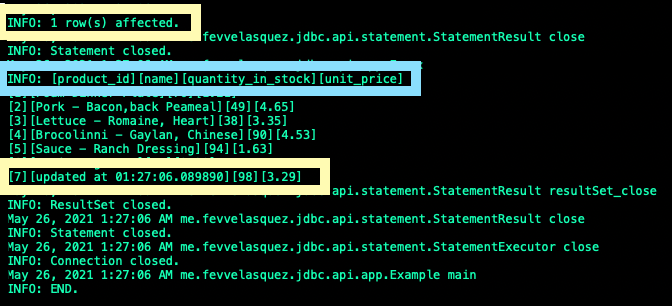 INFO: 1 row(s) affected.
me.fevvelasquez.jdbc.api.statement.StatementResult close
INFO: Statement closed.
INFO: [product_id][name][quantity_in_stock][unit_price]
[2][Pork - Bacon,back Peameal][49][4.65]
[3][Lettuce - Romaine, Heart][38][3.35]
[4][Brocolinni - Gaylan, Chinese][90][4.53]
[5][Sauce - Ranch Dressing][94][1.63]
[7][updated at 01:27:06.089890][98][3.29]
me.fevvelasquez.jdbc.api.statement.StatementResult resultSet_close
INFO: ResultSet closed.
May 26, 2021 1:27:06 AM me.fevvelasquez.jdbc.api.statement.StatementResult close
INFO: Statement closed.
May 26, 2021 1:27:06 AM me.fevvelasquez.jdbc.api.statement.StatementExecutor close
INFO: Connection closed.
May 26, 2021 1:27:06 AM me.fevvelasquez.jdbc.api.app.Example main
INFO: END.